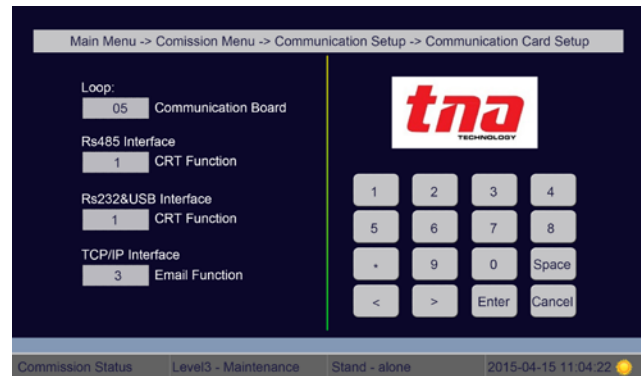 Main Menu -> Comission Menu -> Communication Setup -> Communication Card Setup
Loop:
05 Communication Board
Rs485 Interface
1 CRT Function
Rs232&USB Interface
1 CRT Function
TCP/IP Interface
3 Email Function
tna
TECHNOLOGY
1 2 3 4
5 6 7 8
* 9 0 Space
< > Enter Cancel
Commission Status Level3 - Maintenance Stand - alone 2015-04-15 11:04:22